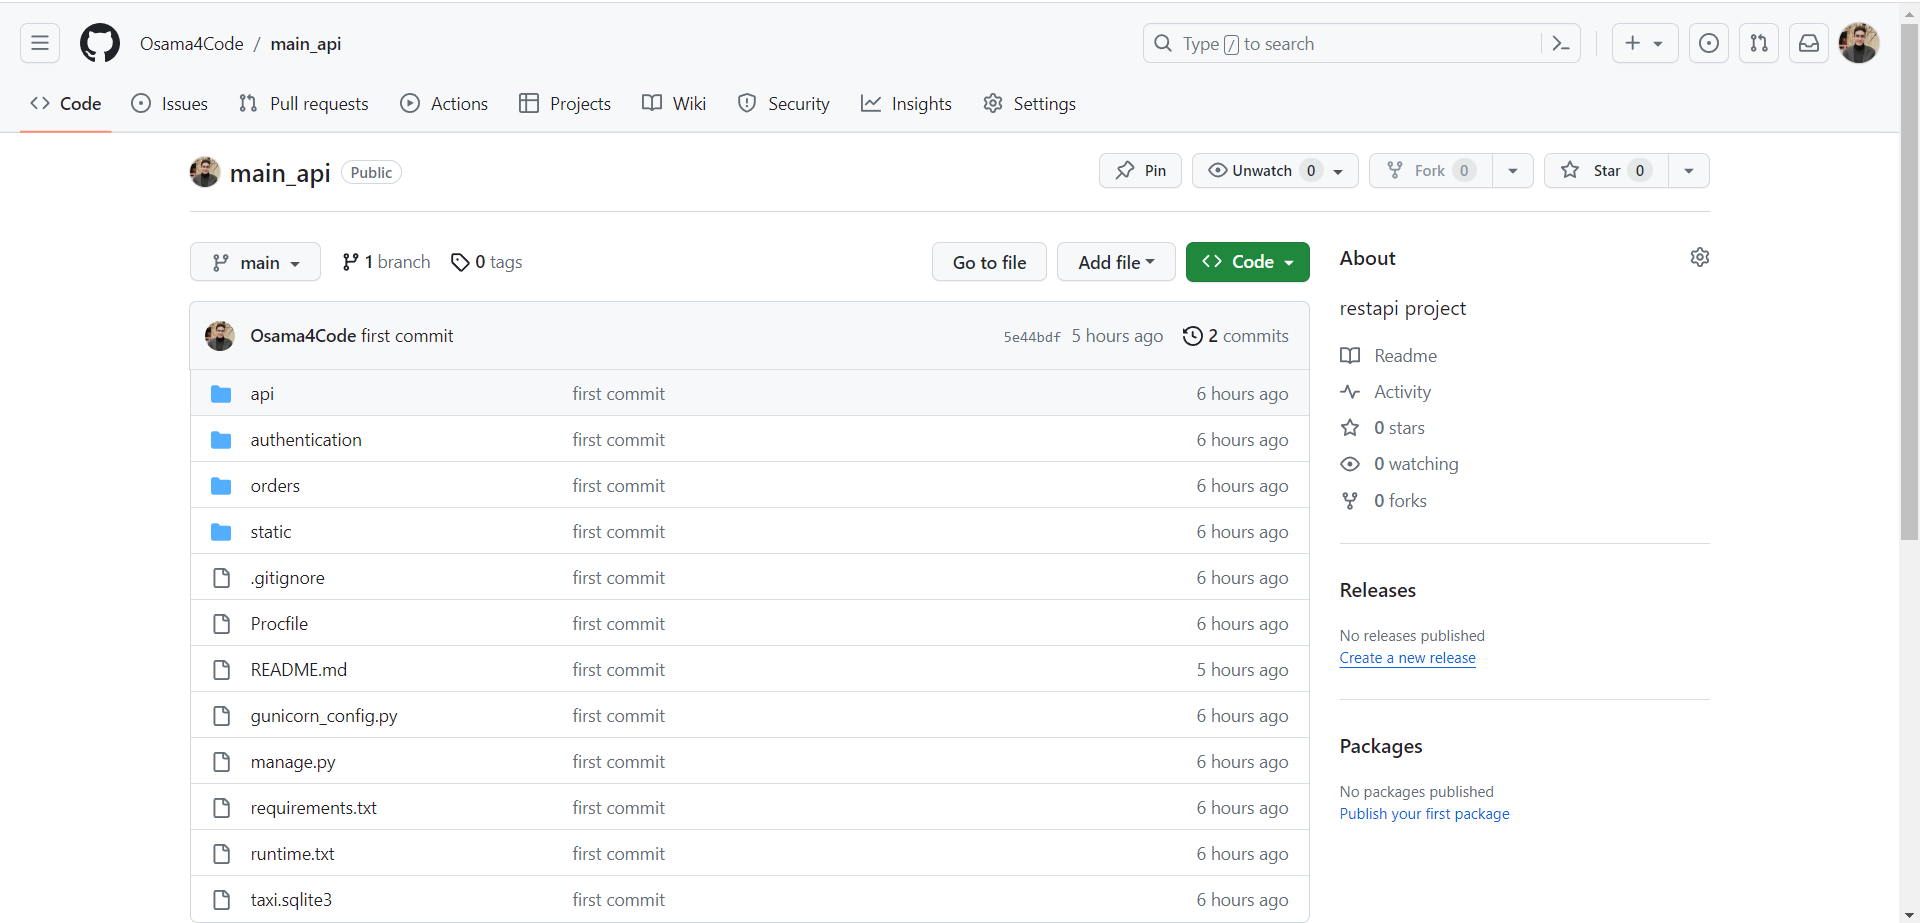 Osama4Code / main_api
Type / to search
Code Issues Pull requests Actions Projects Wiki Security Insights Settings
main_api Public
Pin Unwatch 0 Fork 0 Star 0
main 1 branch 0 tags Go to file Add file Code
Osama4Code first commit 5e44bdf 5 hours ago 2 commits
api first commit 6 hours ago
authentication first commit 6 hours ago
orders first commit 6 hours ago
static first commit 6 hours ago
.gitignore first commit 6 hours ago
Procfile first commit 6 hours ago
README.md first commit 5 hours ago
gunicorn_config.py first commit 6 hours ago
manage.py first commit 6 hours ago
requirements.txt first commit 6 hours ago
runtime.txt first commit 6 hours ago
taxi.sqlite3 first commit 6 hours ago
About
restapi project
Readme
Activity
0 stars
0 watching
0 forks
Releases
No releases published
Create a new release
Packages
No packages published
Publish your first package